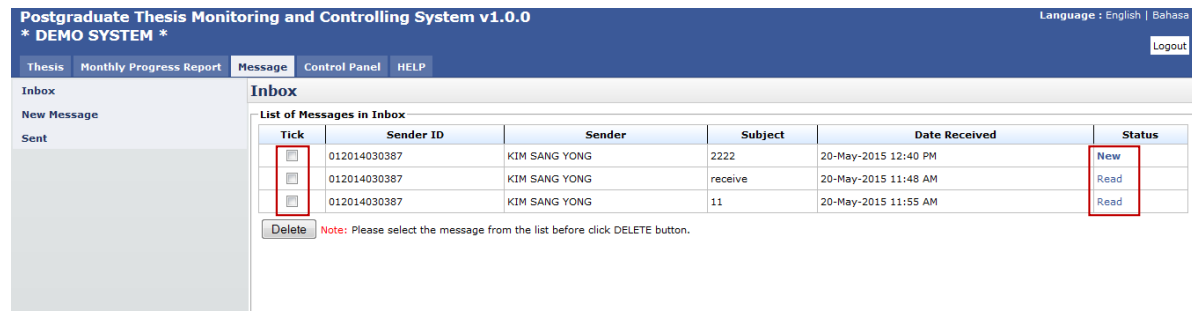 Postgraduate Thesis Monitoring and Controlling System v1.0.0
Language : English | Bahasa
* DEMO SYSTEM *
Logout
Thesis Monthly Progress Report Message Control Panel HELP
Inbox
New Message
Sent
Inbox
List of Messages in Inbox
Tick Sender ID Sender Subject Date Received Status
012014030387 KIM SANG YONG 2222 20-May-2015 12:40 PM New
012014030387 KIM SANG YONG receive 20-May-2015 11:48 AM Read
012014030387 KIM SANG YONG 11 20-May-2015 11:55 AM Read
Delete Note: Please select the message from the list before click DELETE button.